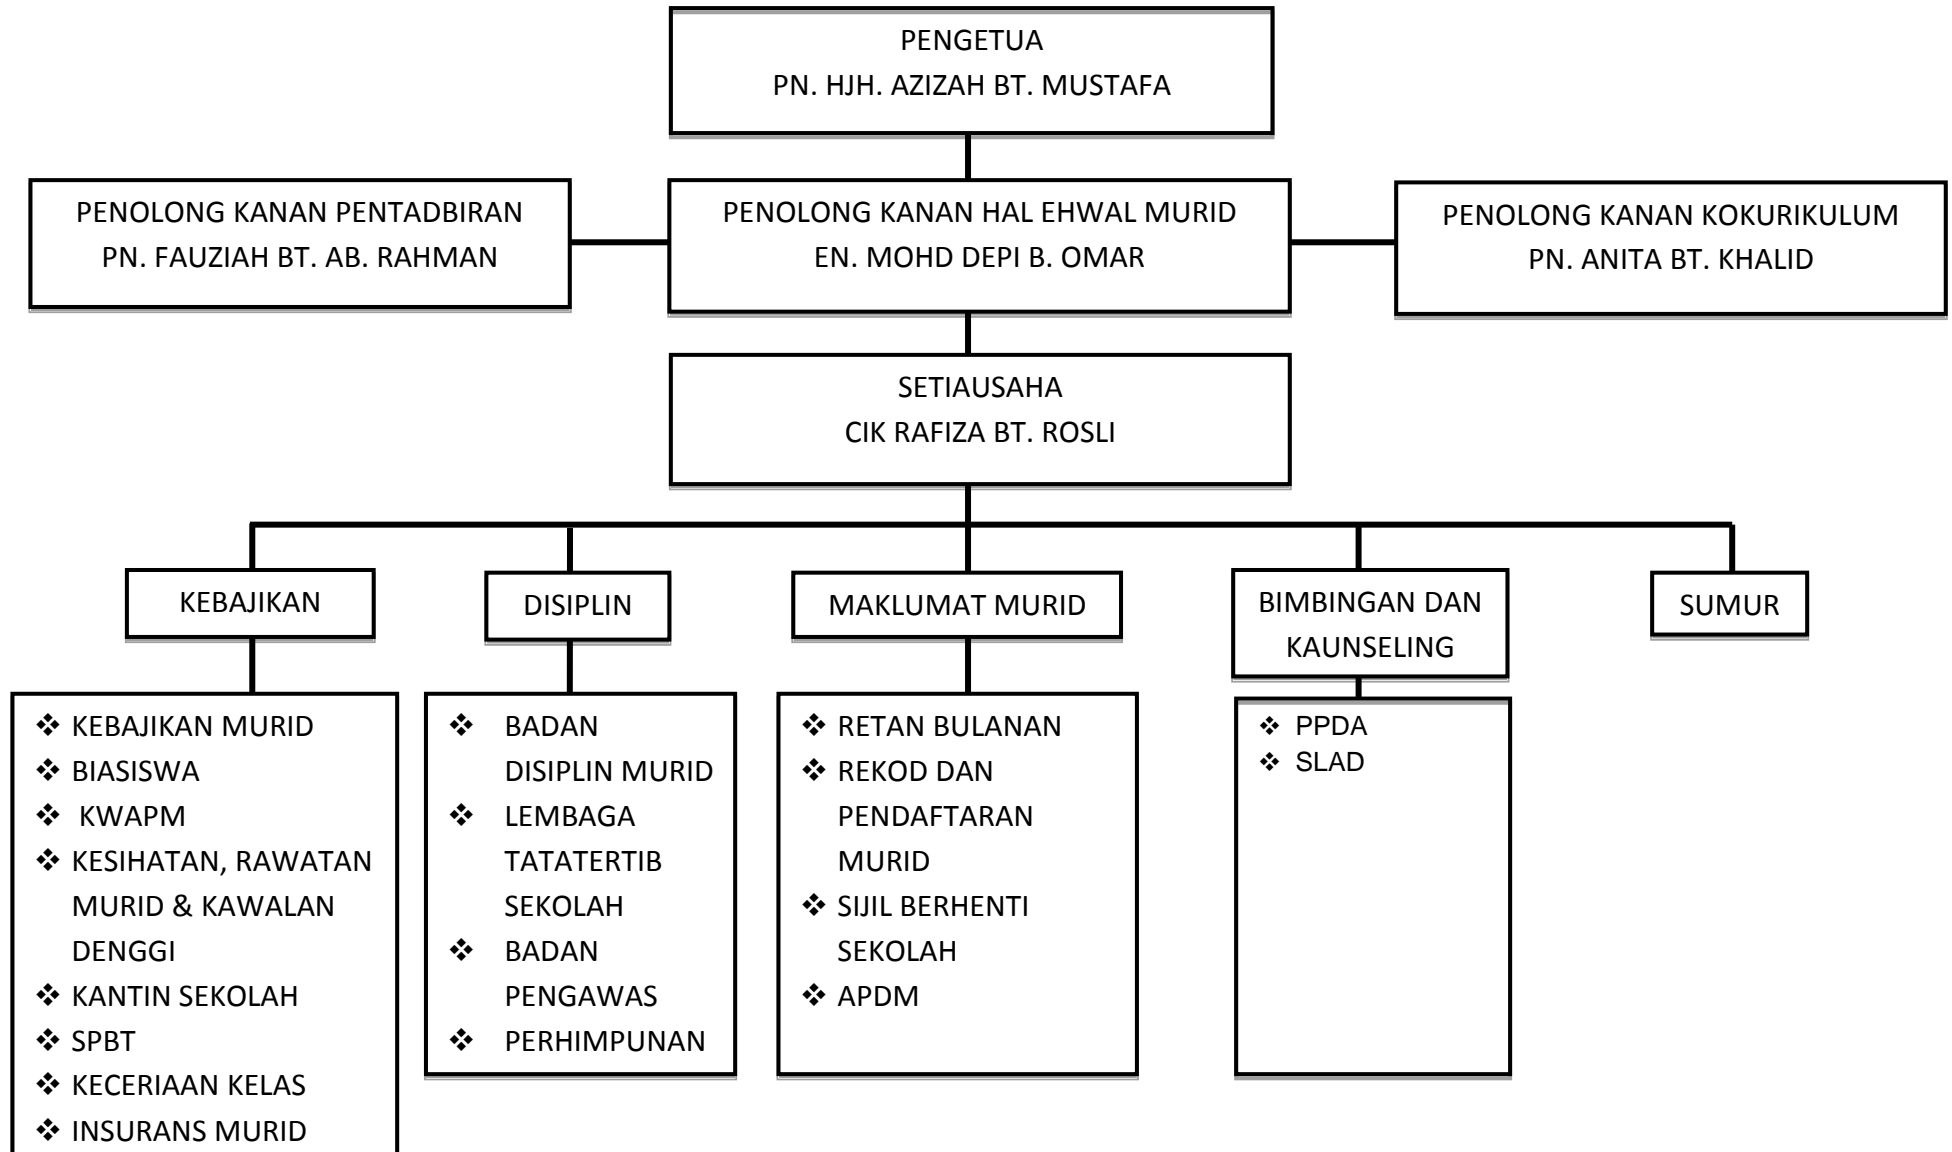 PENGETUA
PN. HJH. AZIZAH BT. MUSTAFA
PENOLONG KANAN PENTADBIRAN
PN. FAUZIAH BT. AB. RAHMAN
PENOLONG KANAN HAL EHWAL MURID
EN. MOHD DEPI B. OMAR
PENOLONG KANAN KOKURIKULUM
PN. ANITA BT. KHALID
SETIAUSAHA
CIK RAFIZA BT. ROSLI
KEBAJIKAN
❖ KEBAJIKAN MURID
❖ BIASISWA
❖ KWAPM
❖ KESIHATAN, RAWATAN
MURID & KAWALAN
DENGGI
❖ KANTIN SEKOLAH
❖ SPBT
❖ KECERIAAN KELAS
❖ INSURANS MURID
DISIPLIN
❖ BADAN
DISIPLIN MURID
❖ LEMBAGA
TATATERTIB
SEKOLAH
❖ BADAN
PENGAWAS
❖ PERHIMPUNAN
MAKLUMAT MURID
❖ RETAN BULANAN
❖ REKOD DAN
PENDAFTARAN
MURID
❖ SIJIL BERHENTI
SEKOLAH
❖ APDM
BIMBINGAN DAN
KAUNSELING
❖ PPDA
❖ SLAD
SUMUR